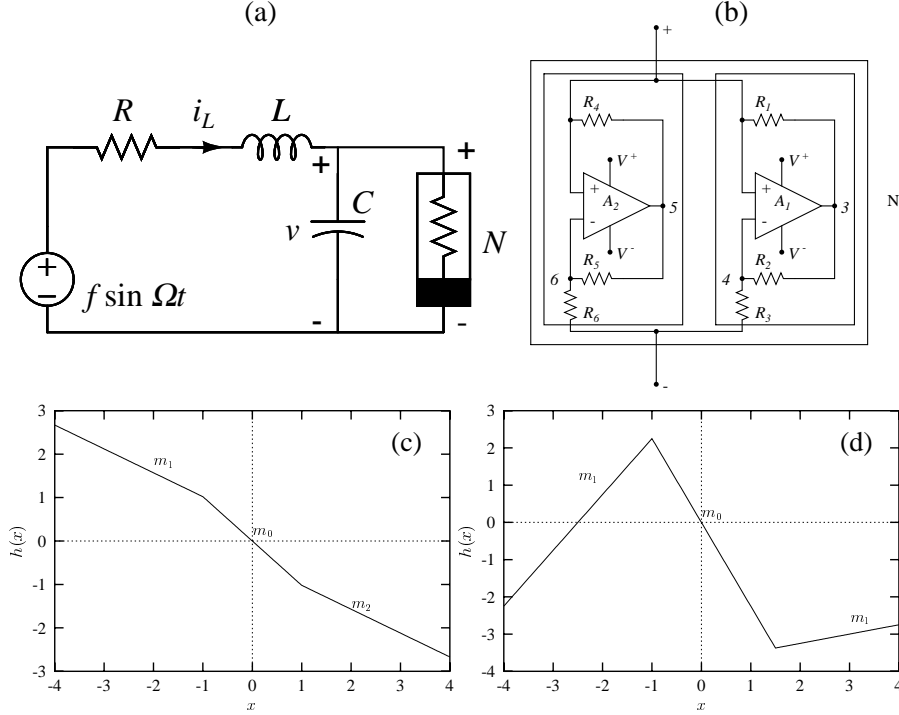 (a)
R
i_L
L
+
+
C
v
N
+
−
f sin Ωt
-
-
(b)
+
R_4
R_1
V^+
V^+
+
A_2
-
5
+
A_1
-
3
N
V^-
V^-
6
R_5
4
R_2
R_6
R_3
-
(c)
3
2
1
0
-1
-2
-3
h(x)
m_1
m_0
m_2
-4 -3 -2 -1 0 1 2 3 4
x
(d)
3
2
1
0
-1
-2
-3
-4
h(x)
m_1
m_0
m_1
-4 -3 -2 -1 0 1 2 3 4
x